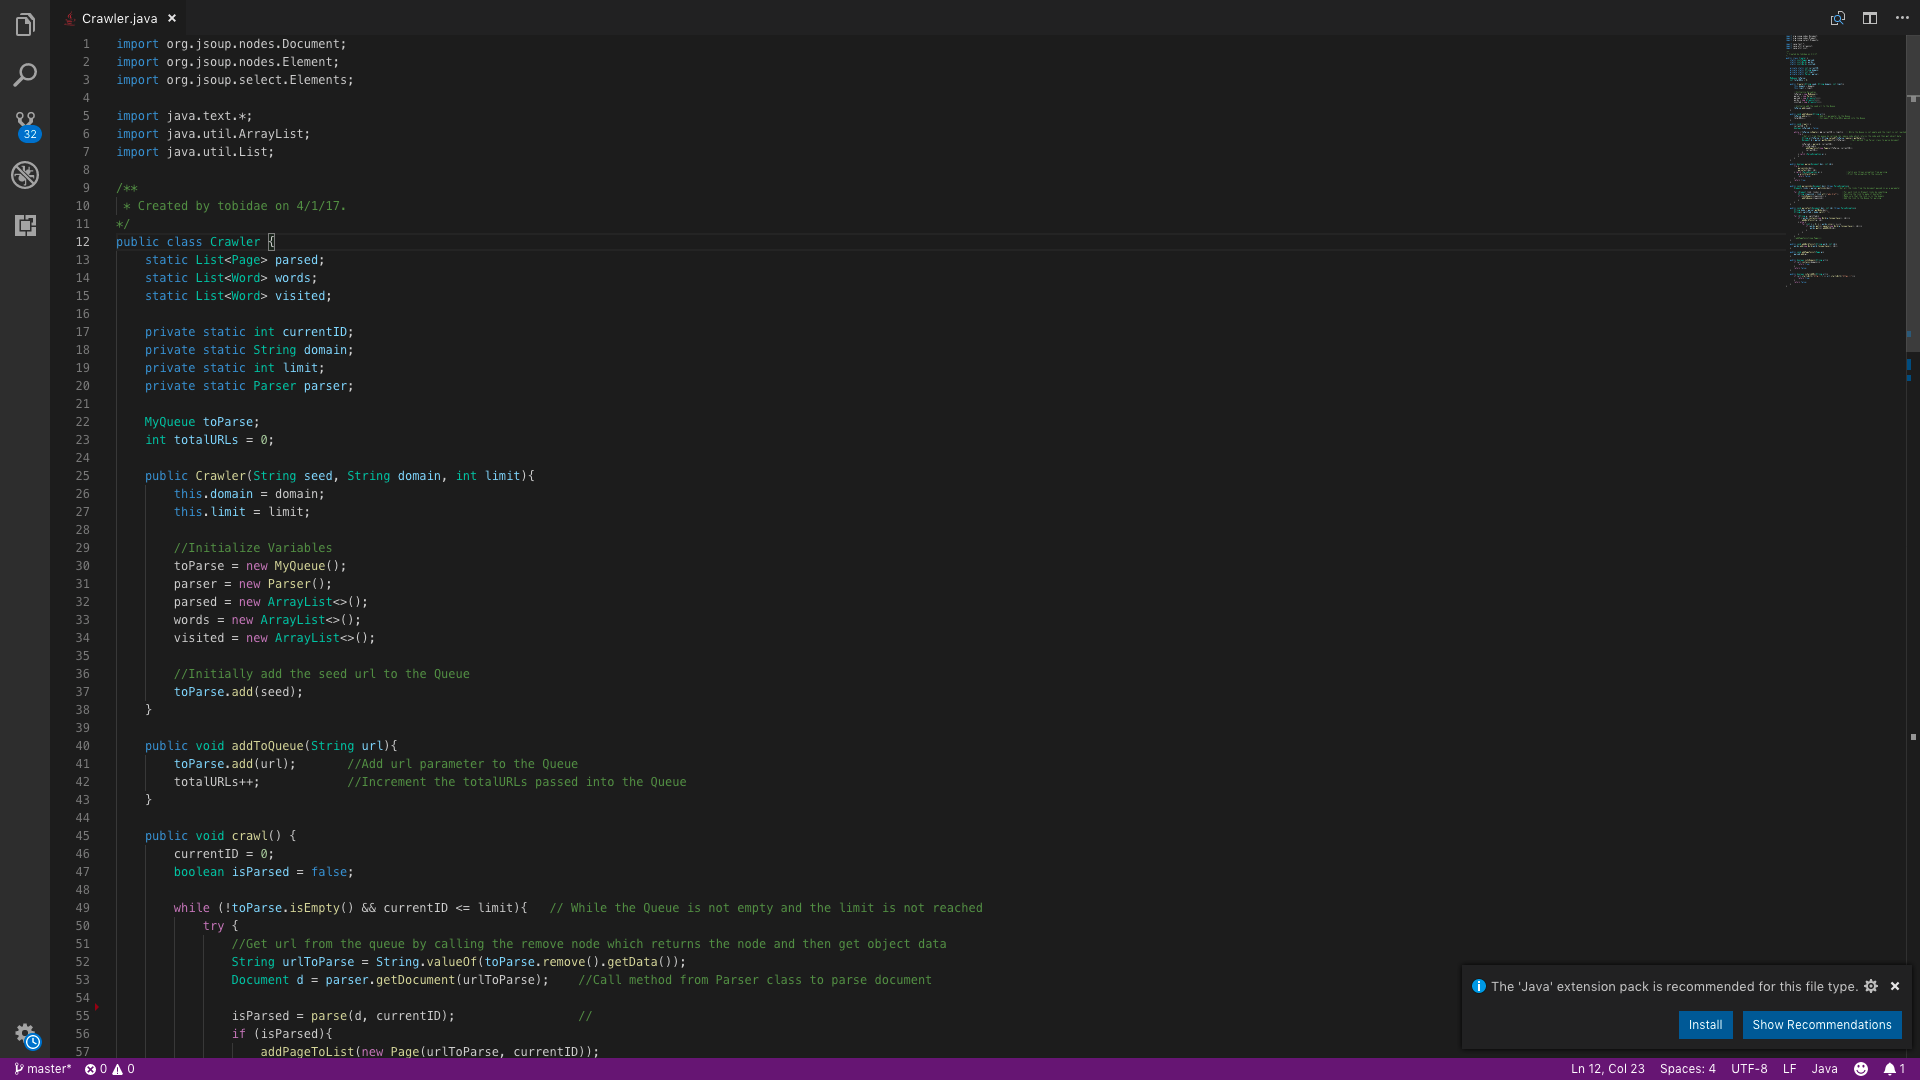 Crawler.java
1 import org.jsoup.nodes.Document;
2 import org.jsoup.nodes.Element;
3 import org.jsoup.select.Elements;
4
5 import java.text.*;
6 import java.util.ArrayList;
7 import java.util.List;
8
9 /**
10  * Created by tobidae on 4/1/17.
11 */
12 public class Crawler {
13     static List<Page> parsed;
14     static List<Word> words;
15     static List<Word> visited;
16
17     private static int currentID;
18     private static String domain;
19     private static int limit;
20     private static Parser parser;
21
22     MyQueue toParse;
23     int totalURLs = 0;
24
25     public Crawler(String seed, String domain, int limit){
26         this.domain = domain;
27         this.limit = limit;
28
29         //Initialize Variables
30         toParse = new MyQueue();
31         parser = new Parser();
32         parsed = new ArrayList<>();
33         words = new ArrayList<>();
34         visited = new ArrayList<>();
35
36         //Initially add the seed url to the Queue
37         toParse.add(seed);
38     }
39
40     public void addToQueue(String url){
41         toParse.add(url);       //Add url parameter to the Queue
42         totalURLs++;            //Increment the totalURLs passed into the Queue
43     }
44
45     public void crawl() {
46         currentID = 0;
47         boolean isParsed = false;
48
49         while (!toParse.isEmpty() && currentID <= limit){   // While the Queue is not empty and the limit is not reached
50             try {
51                 //Get url from the queue by calling the remove node which returns the node and then get object data
52                 String urlToParse = String.valueOf(toParse.remove().getData());
53                 Document d = parser.getDocument(urlToParse);    //Call method from Parser class to parse document
54
55                 isParsed = parse(d, currentID);                 //
56                 if (isParsed){
57                     addPageToList(new Page(urlToParse, currentID));
32
The 'Java' extension pack is recommended for this file type.
Install Show Recommendations
master* 0 0 Ln 12, Col 23 Spaces: 4 UTF-8 LF Java 1